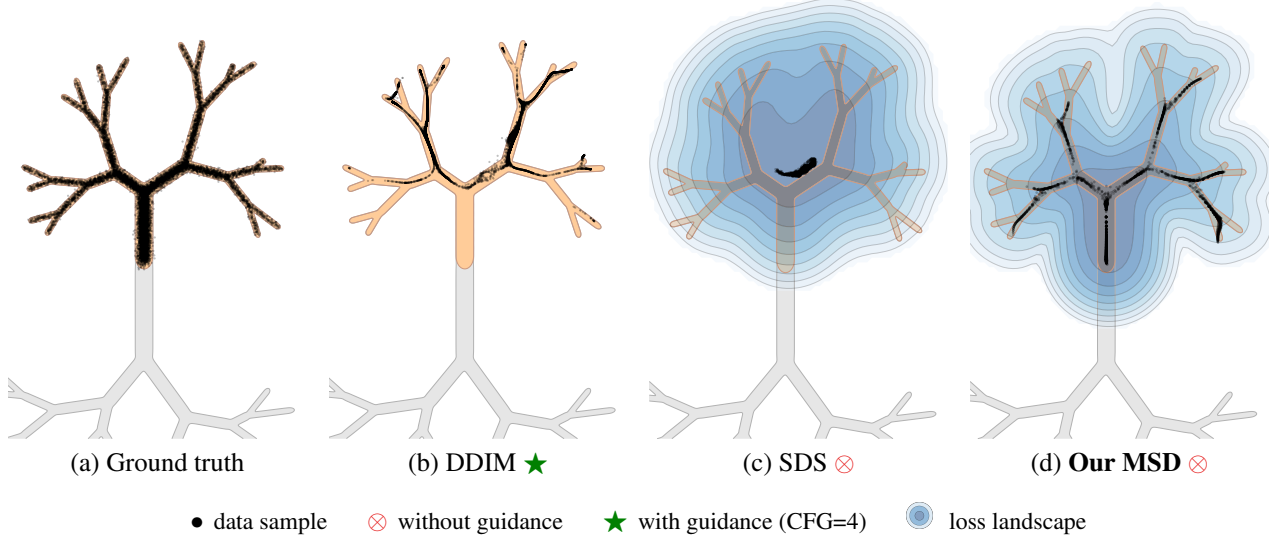 (a) Ground truth
(b) DDIM ★
(c) SDS ⊗
(d) Our MSD ⊗
● data sample ⊗ without guidance ★ with guidance (CFG=4) loss landscape